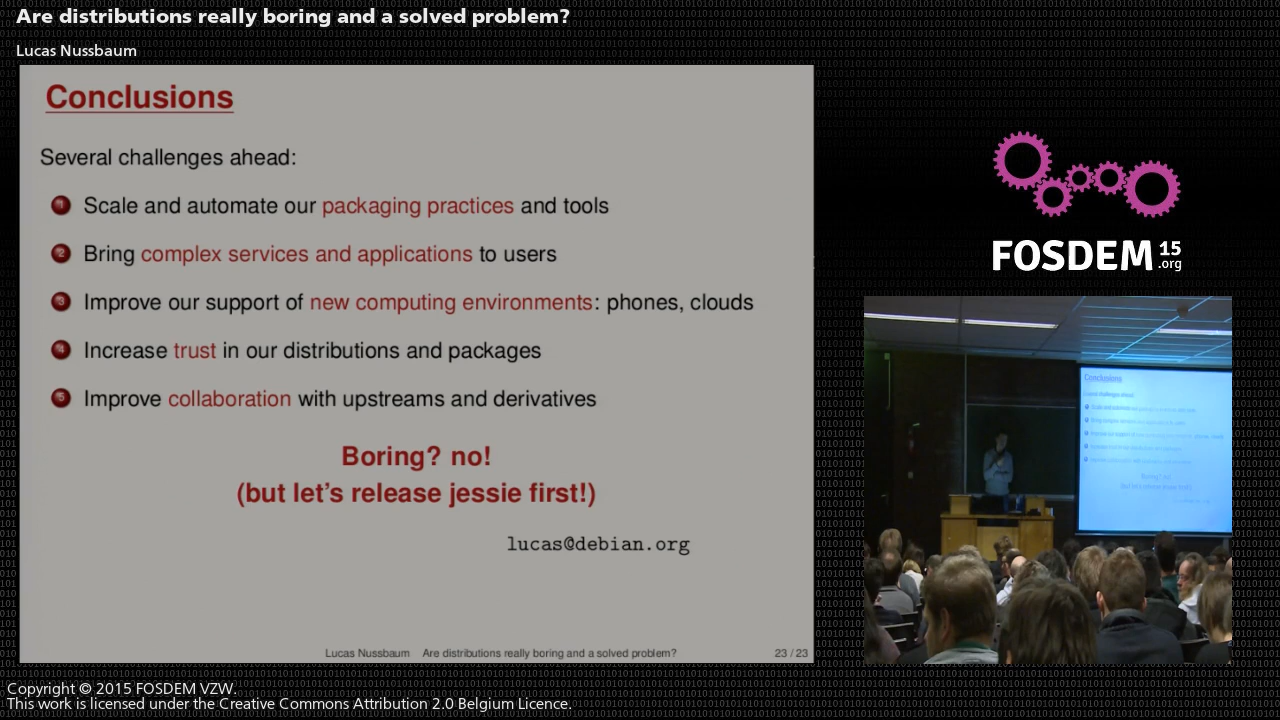 Are distributions really boring and a solved problem?
Lucas Nussbaum
Conclusions
Several challenges ahead:
1 Scale and automate our packaging practices and tools
2 Bring complex services and applications to users
3 Improve our support of new computing environments: phones, clouds
4 Increase trust in our distributions and packages
5 Improve collaboration with upstreams and derivatives
Boring? no!
(but let's release jessie first!)
lucas@debian.org
Lucas Nussbaum Are distributions really boring and a solved problem? 23 / 23
FOSDEM 15
.org
Conclusions
Copyright © 2015 FOSDEM VZW.
This work is licensed under the Creative Commons Attribution 2.0 Belgium Licence.